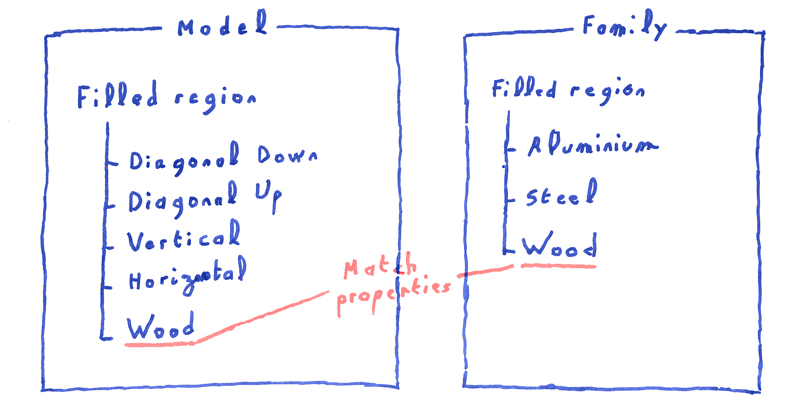 Model
Filled region
Diagonal Down
Diagonal Up
Vertical
Horizontal
Wood
Match
properties
Family
Filled region
Aluminium
Steel
Wood